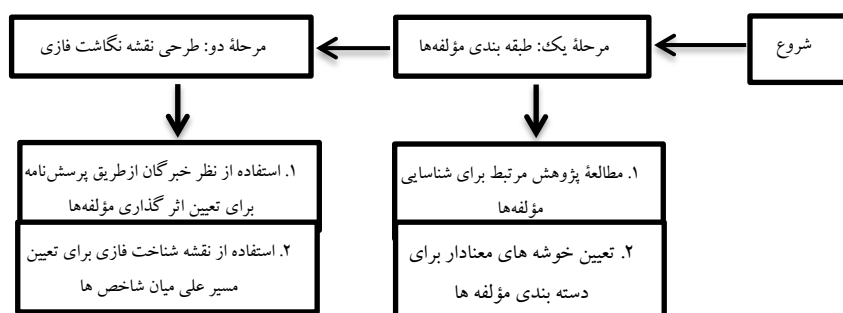 شروع
مرحلۀ یک: طبقه بندی مؤلفه‌ها
مرحلۀ دو: طرحی نقشه نگاشت فازی
۱. مطالعۀ پژوهش مرتبط برای شناسایی
مؤلفه‌ها
۲. تعیین خوشه های معنادار برای
دسته بندی مؤلفه ها
۱. استفاده از نظر خبرگان ازطریق پرسش‌نامه
برای تعیین اثر گذاری مؤلفه‌ها
۲. استفاده از نقشه شناخت فازی برای تعیین
مسیر علی میان شاخص ها